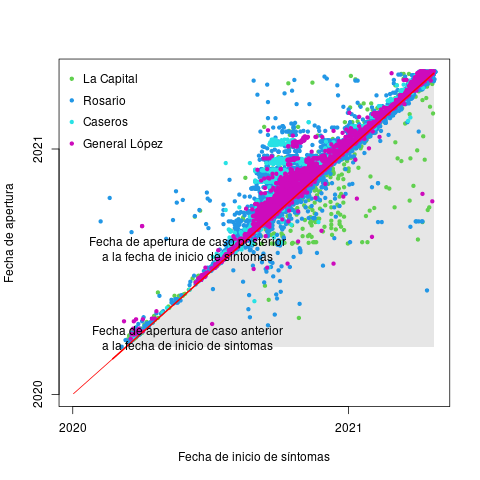 La Capital
Rosario
Caseros
General López
Fecha de apertura de caso posterior
a la fecha de inicio de sintomas
Fecha de apertura de caso anterior
a la fecha de inicio de sintomas
2021
2020
Fecha de apertura
2020
2021
Fecha de inicio de síntomas